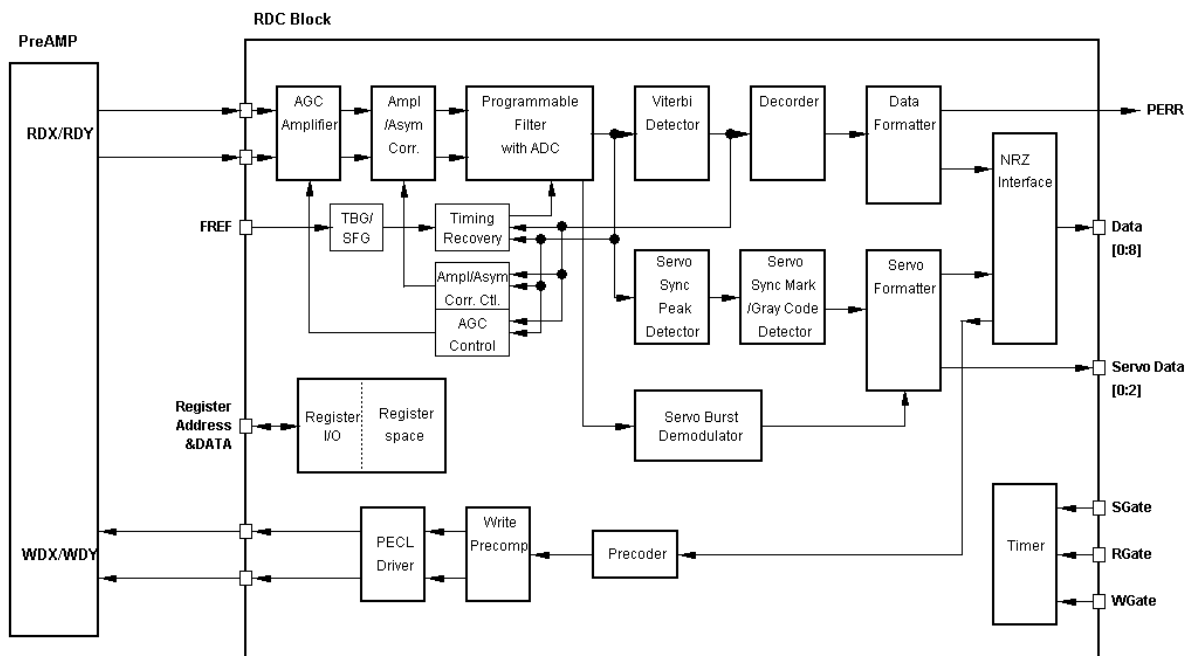 RDC Block
PreAMP
AGC
Amplifier
Ampl
/Asym
Corr.
Programmable
Filter
with ADC
Viterbi
Detector
Decorder
Data
Formatter
PERR
RDX/RDY
NRZ
Interface
FREF
TBG/
SFG
Timing
Recovery
Data
[0:8]
Ampl/Asym
Corr. Ctl.
AGC
Control
Servo
Sync
Peak
Detector
Servo
Sync Mark
/Gray Code
Detector
Servo
Formatter
Servo Data
[0:2]
Register
Address
&DATA
Register
I/O
Register
space
Servo Burst
Demodulator
WDX/WDY
PECL
Driver
Write
Precomp
Precoder
Timer
SGate
RGate
WGate